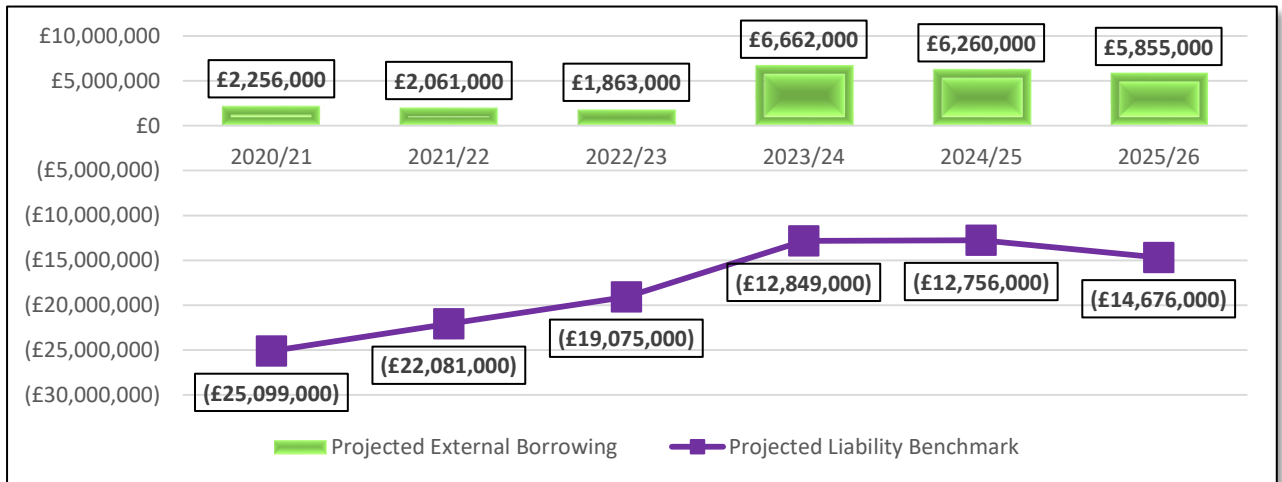 £10,000,000
£5,000,000
£0
(£5,000,000)
(£10,000,000)
(£15,000,000)
(£20,000,000)
(£25,000,000)
(£30,000,000)
£2,256,000 £2,061,000 £1,863,000 £6,662,000 £6,260,000 £5,855,000
2020/21 2021/22 2022/23 2023/24 2024/25 2025/26
(£25,099,000) (£22,081,000) (£19,075,000) (£12,849,000) (£12,756,000) (£14,676,000)
Projected External Borrowing Projected Liability Benchmark